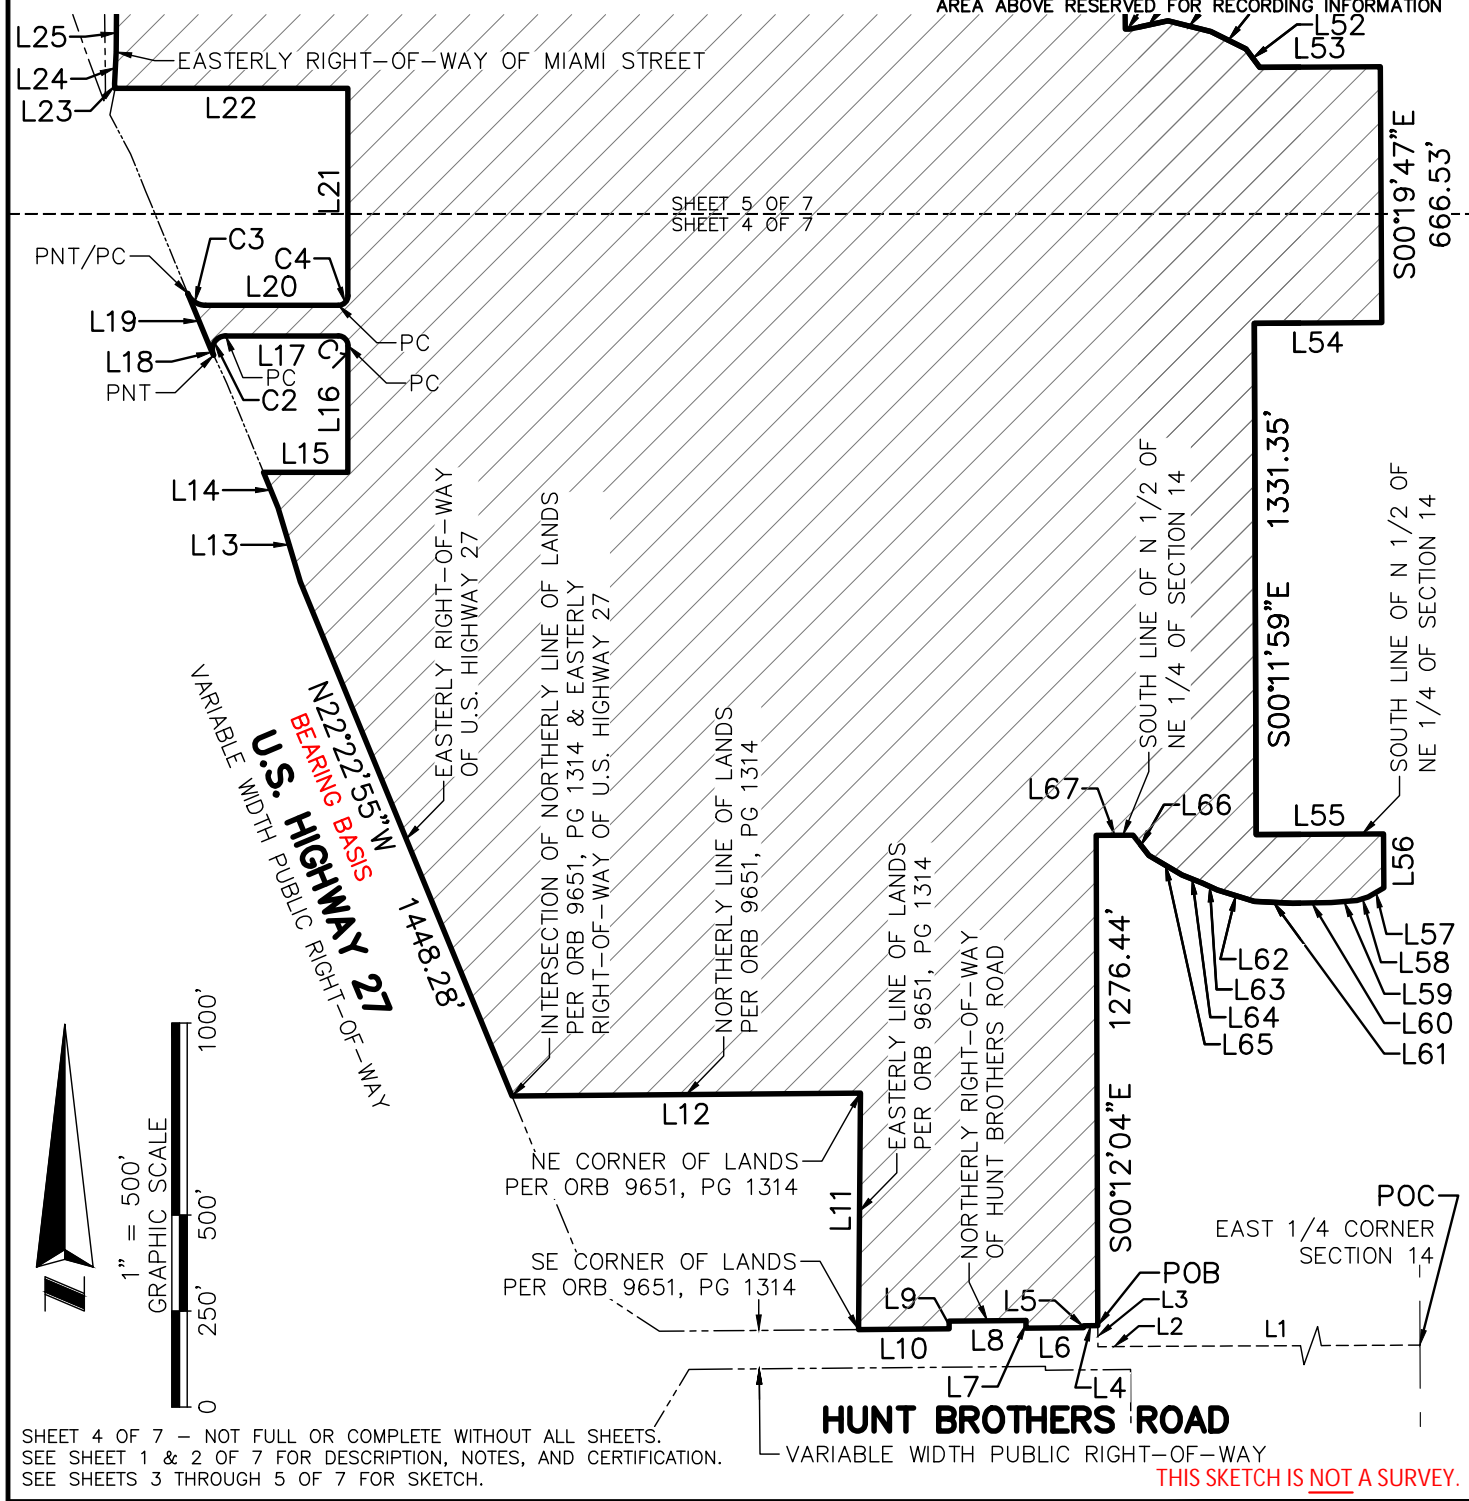 AREA ABOVE RESERVED FOR RECORDING INFORMATION
L25
L24
L23
EASTERLY RIGHT-OF-WAY OF MIAMI STREET
L22
L21
L52
L53
S00°19'47"E
666.53'
SHEET 5 OF 7
SHEET 4 OF 7
PNT/PC
C3
C4
L20
L19
L18
PNT
L17
PC
C2
C1
PC
PC
L16
L15
L14
L13
L54
1331.35'
S00°11'59"E
EASTERLY RIGHT-OF-WAY
OF U.S. HIGHWAY 27
INTERSECTION OF NORTHERLY LINE OF LANDS
PER ORB 9651, PG 1314 & EASTERLY
RIGHT-OF-WAY OF U.S. HIGHWAY 27
NORTHERLY LINE OF LANDS
PER ORB 9651, PG 1314
SOUTH LINE OF N 1/2 OF
NE 1/4 OF SECTION 14
SOUTH LINE OF N 1/2 OF
NE 1/4 OF SECTION 14
N22°22'55"W
1448.28'
BEARING BASIS
U.S. HIGHWAY 27
VARIABLE WIDTH PUBLIC RIGHT-OF-WAY
L67
L66
L55
L56
L57
L58
L59
L60
L61
L62
L63
L64
L65
EASTERLY LINE OF LANDS
PER ORB 9651, PG 1314
NORTHERLY RIGHT-OF-WAY
OF HUNT BROTHERS ROAD
1276.44'
S00°12'04"E
L12
NE CORNER OF LANDS
PER ORB 9651, PG 1314
L11
SE CORNER OF LANDS
PER ORB 9651, PG 1314
1" = 500'
GRAPHIC SCALE
0
250'
500'
1000'
N
POC
EAST 1/4 CORNER
SECTION 14
POB
L3
L2
L1
L5
L9
L10
L8
L6
L7
L4
HUNT BROTHERS ROAD
VARIABLE WIDTH PUBLIC RIGHT-OF-WAY
SHEET 4 OF 7 - NOT FULL OR COMPLETE WITHOUT ALL SHEETS.
SEE SHEET 1 & 2 OF 7 FOR DESCRIPTION, NOTES, AND CERTIFICATION.
SEE SHEETS 3 THROUGH 5 OF 7 FOR SKETCH.
THIS SKETCH IS NOT A SURVEY.